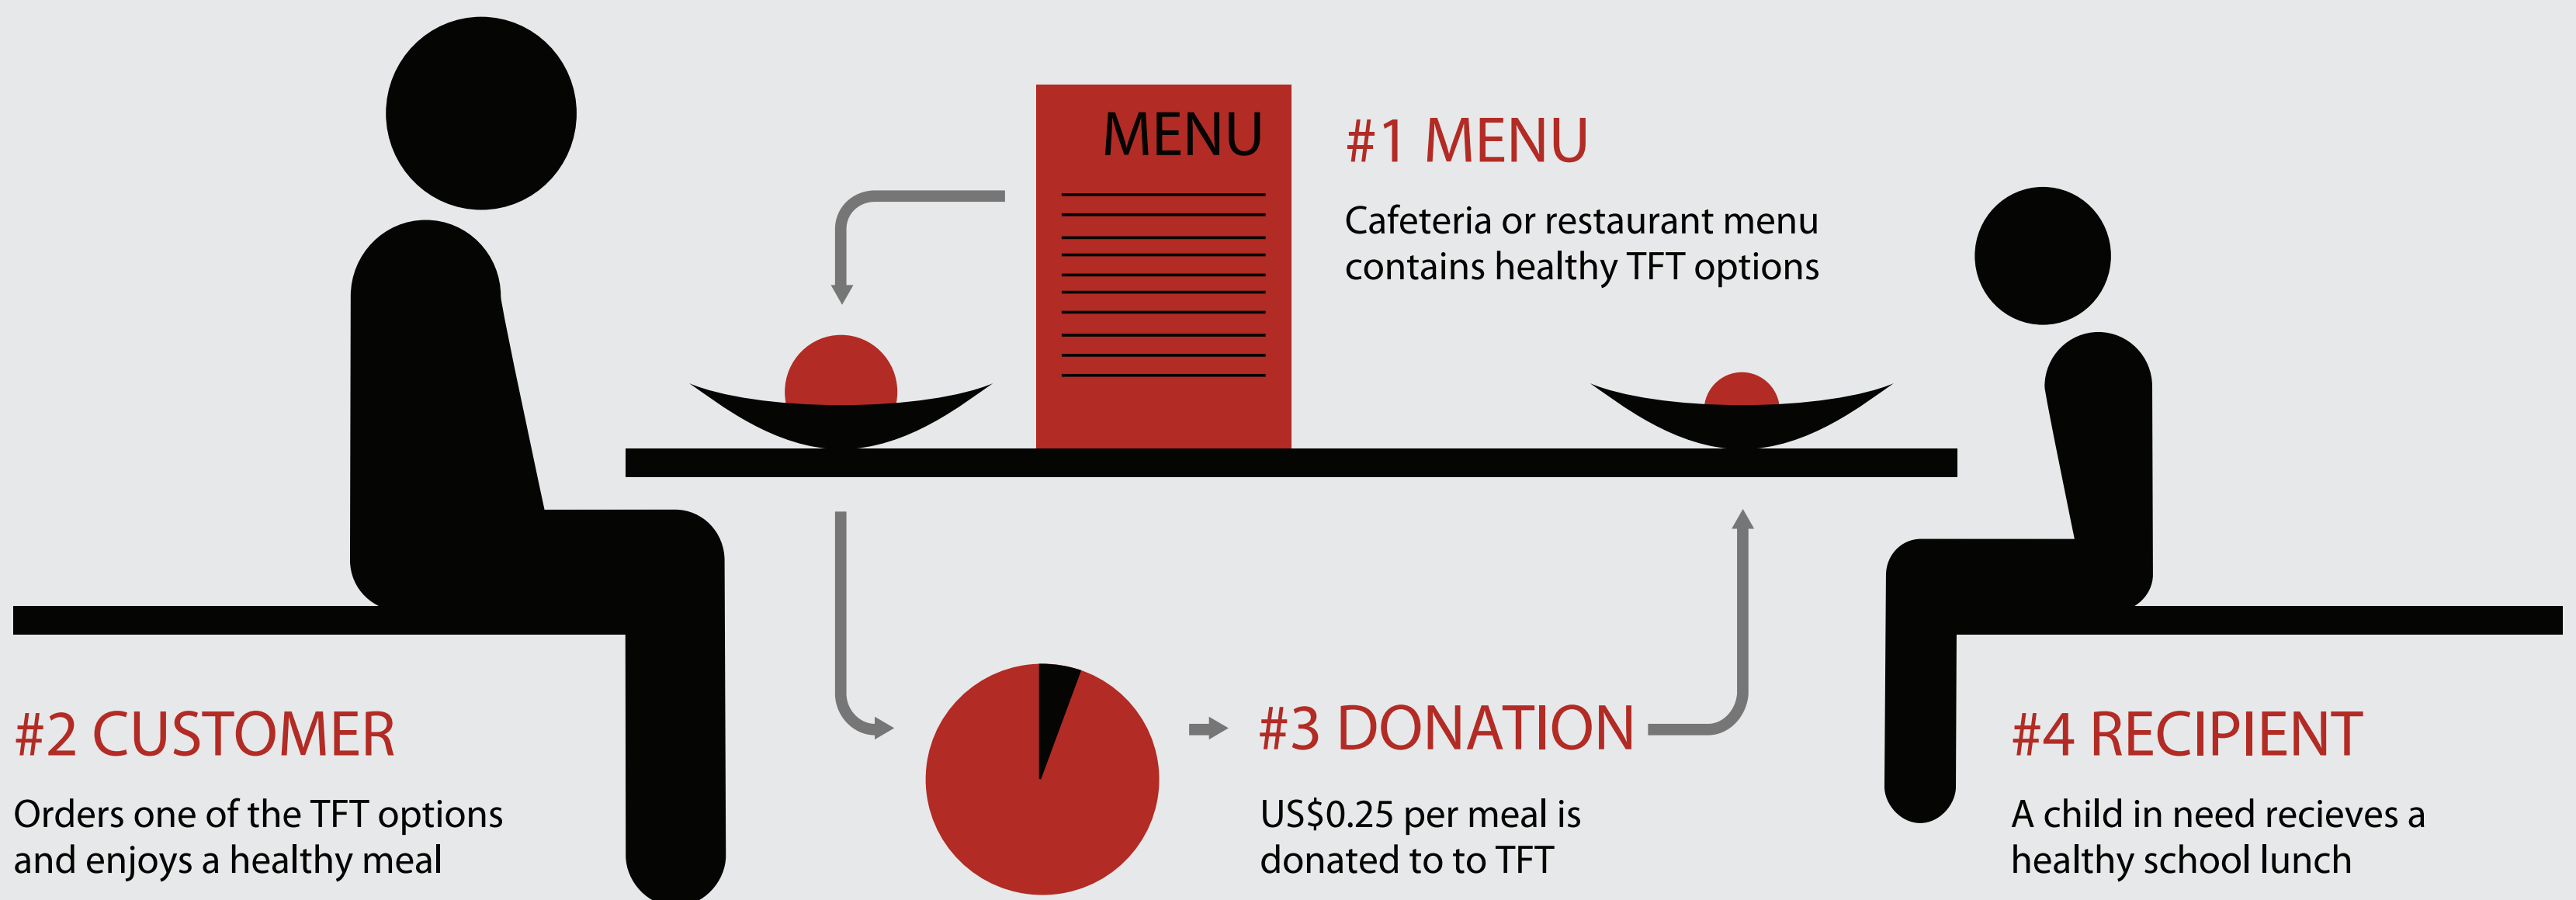 MENU
#1 MENU
Cafeteria or restaurant menu
contains healthy TFT options
#2 CUSTOMER
Orders one of the TFT options
and enjoys a healthy meal
#3 DONATION
US$0.25 per meal is
donated to to TFT
#4 RECIPIENT
A child in need recieves a
healthy school lunch